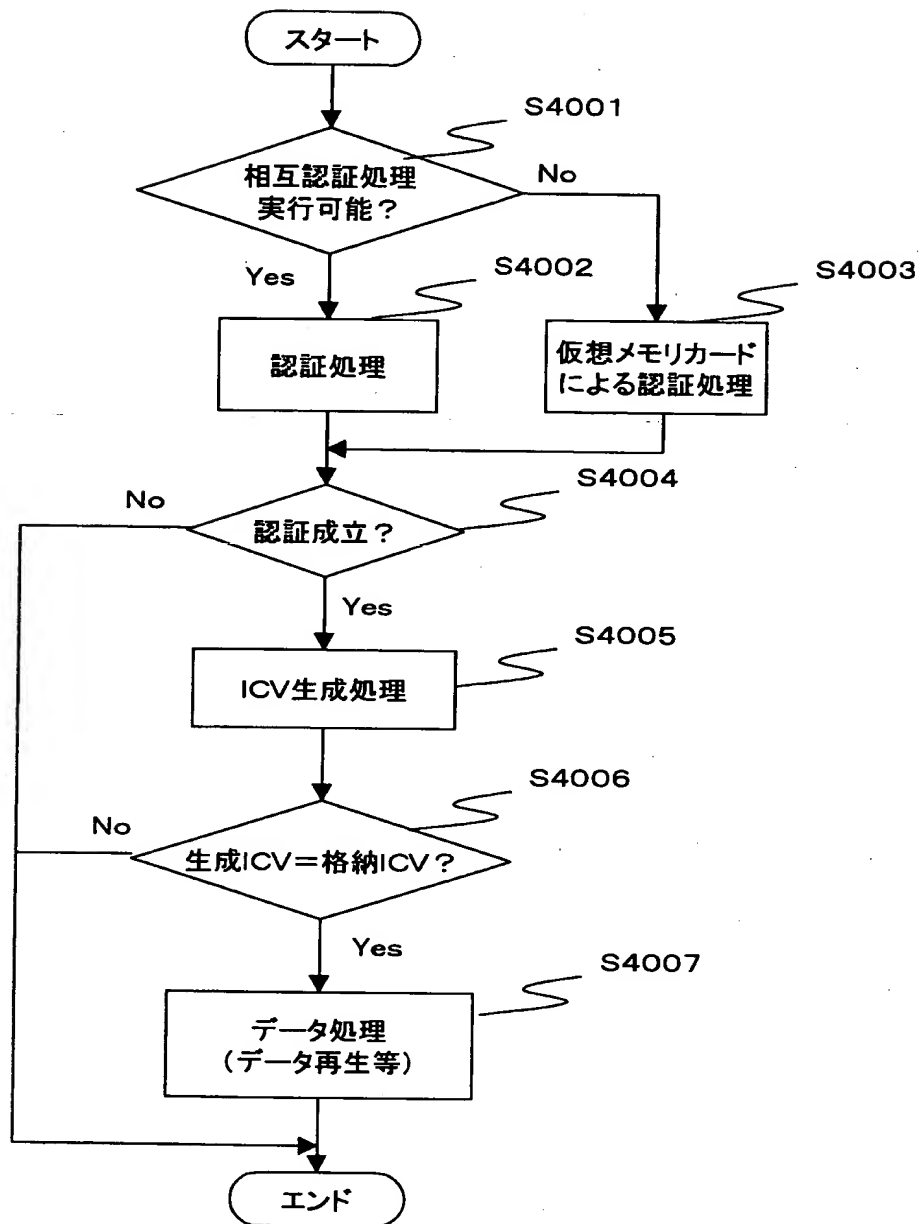 スタート
S4001
相互認証処理
実行可能？
No
Yes
S4002
S4003
認証処理
仮想メモリカード
による認証処理
S4004
No
認証成立？
Yes
S4005
ICV生成処理
S4006
No
生成ICV＝格納ICV？
Yes
S4007
データ処理
（データ再生等）
エンド